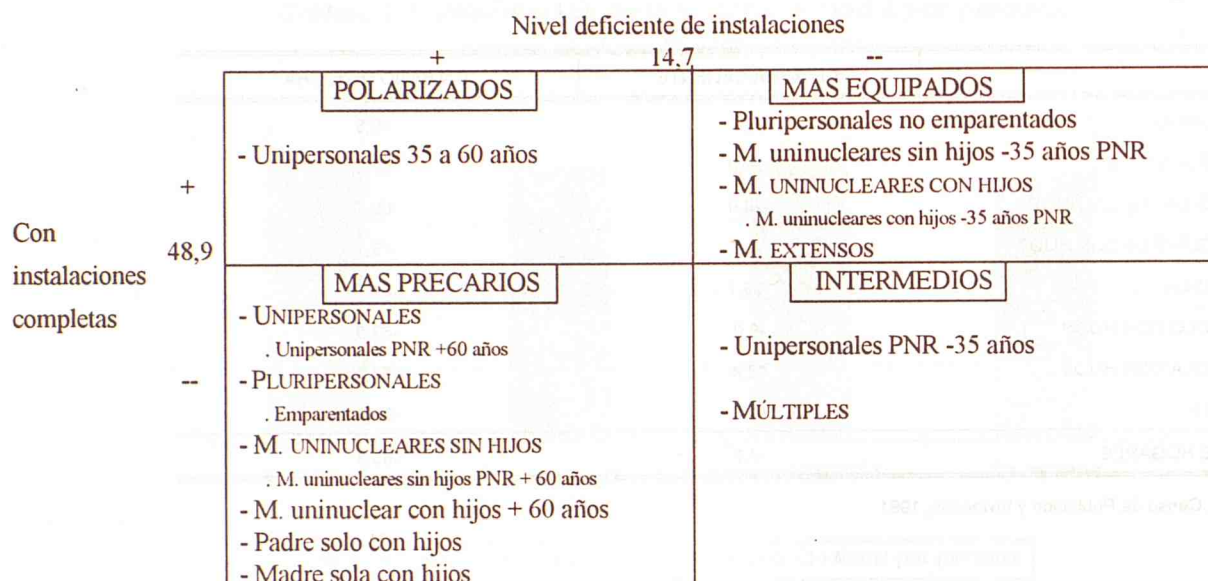 Nivel deficiente de instalaciones
+ 14,7 --
POLARIZADOS
- Unipersonales 35 a 60 años
MAS EQUIPADOS
- Pluripersonales no emparentados
- M. uninucleares sin hijos -35 años PNR
- M. UNINUCLEARES CON HIJOS
. M. uninucleares con hijos -35 años PNR
- M. EXTENSOS
+
Con
instalaciones
completas
48,9
--
MAS PRECARIOS
- UNIPERSONALES
. Unipersonales PNR +60 años
- PLURIPERSONALES
. Emparentados
- M. UNINUCLEARES SIN HIJOS
. M. uninucleares sin hijos PNR + 60 años
- M. uninuclear con hijos + 60 años
- Padre solo con hijos
- Madre sola con hijos
INTERMEDIOS
- Unipersonales PNR -35 años
- MÚLTIPLES